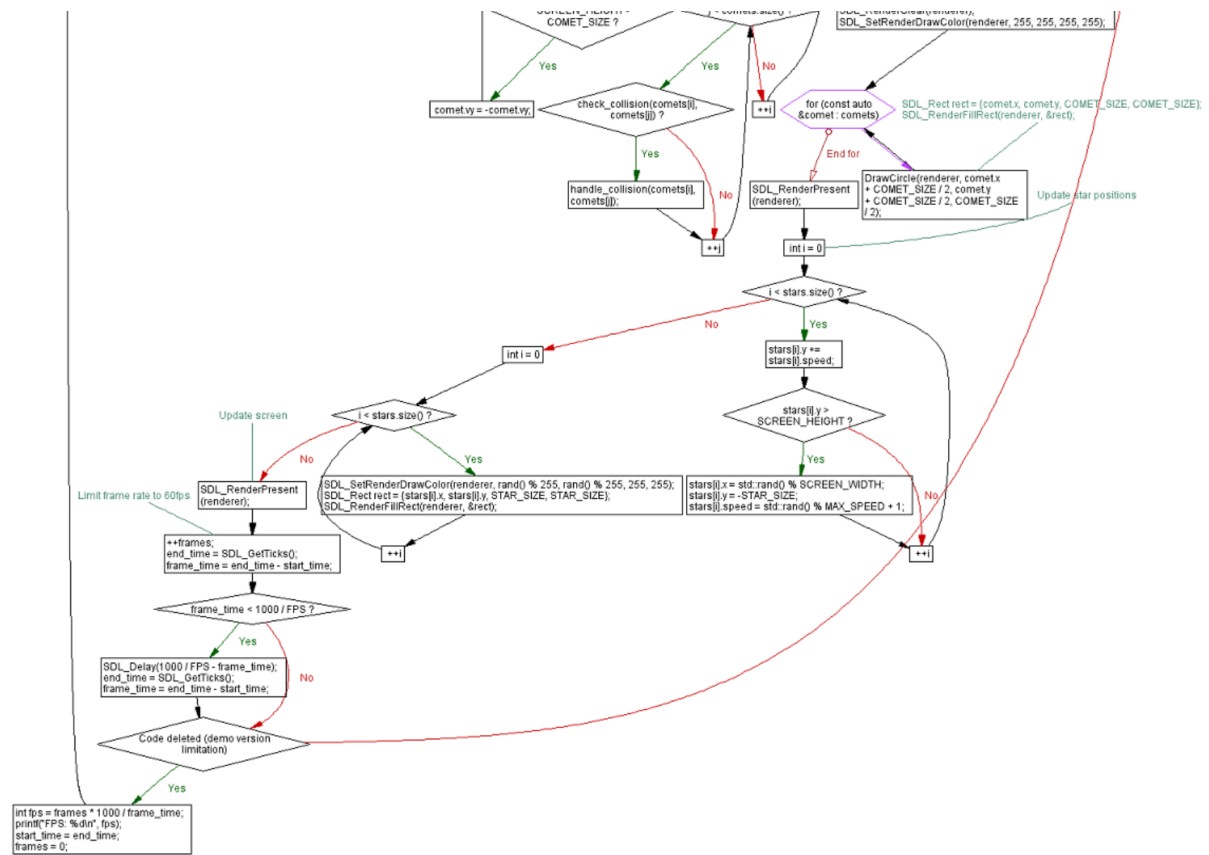 SCREEN_HEIGHT -
COMET_SIZE ?
j < comets.size() ?
SDL_RenderClear(renderer);
SDL_SetRenderDrawColor(renderer, 255, 255, 255, 255);
Yes
Yes
No
comet.vy = -comet.vy;
check_collision(comets[i],
comets[j]) ?
++i
for (const auto
&comet : comets)
SDL_Rect rect = {comet.x, comet.y, COMET_SIZE, COMET_SIZE};
SDL_RenderFillRect(renderer, &rect);
Yes
No
End for
handle_collision(comets[i],
comets[j]);
SDL_RenderPresent
(renderer);
DrawCircle(renderer, comet.x
+ COMET_SIZE / 2, comet.y
+ COMET_SIZE / 2, COMET_SIZE
/ 2);
Update star positions
++j
int i = 0
i < stars.size() ?
No
Yes
int i = 0
stars[i].y +=
stars[i].speed;
Update screen
i < stars.size() ?
stars[i].y >
SCREEN_HEIGHT ?
No
Yes
Yes
No
Limit frame rate to 60fps
SDL_RenderPresent
(renderer);
SDL_SetRenderDrawColor(renderer, rand() % 255, rand() % 255, 255, 255);
SDL_Rect rect = {stars[i].x, stars[i].y, STAR_SIZE, STAR_SIZE};
SDL_RenderFillRect(renderer, &rect);
stars[i].x = std::rand() % SCREEN_WIDTH;
stars[i].y = -STAR_SIZE;
stars[i].speed = std::rand() % MAX_SPEED + 1;
++frames;
end_time = SDL_GetTicks();
frame_time = end_time - start_time;
++i
++i
frame_time < 1000 / FPS ?
Yes
No
SDL_Delay(1000 / FPS - frame_time);
end_time = SDL_GetTicks();
frame_time = end_time - start_time;
Code deleted (demo version
limitation)
Yes
int fps = frames * 1000 / frame_time;
printf("FPS: %d\n", fps);
start_time = end_time;
frames = 0;